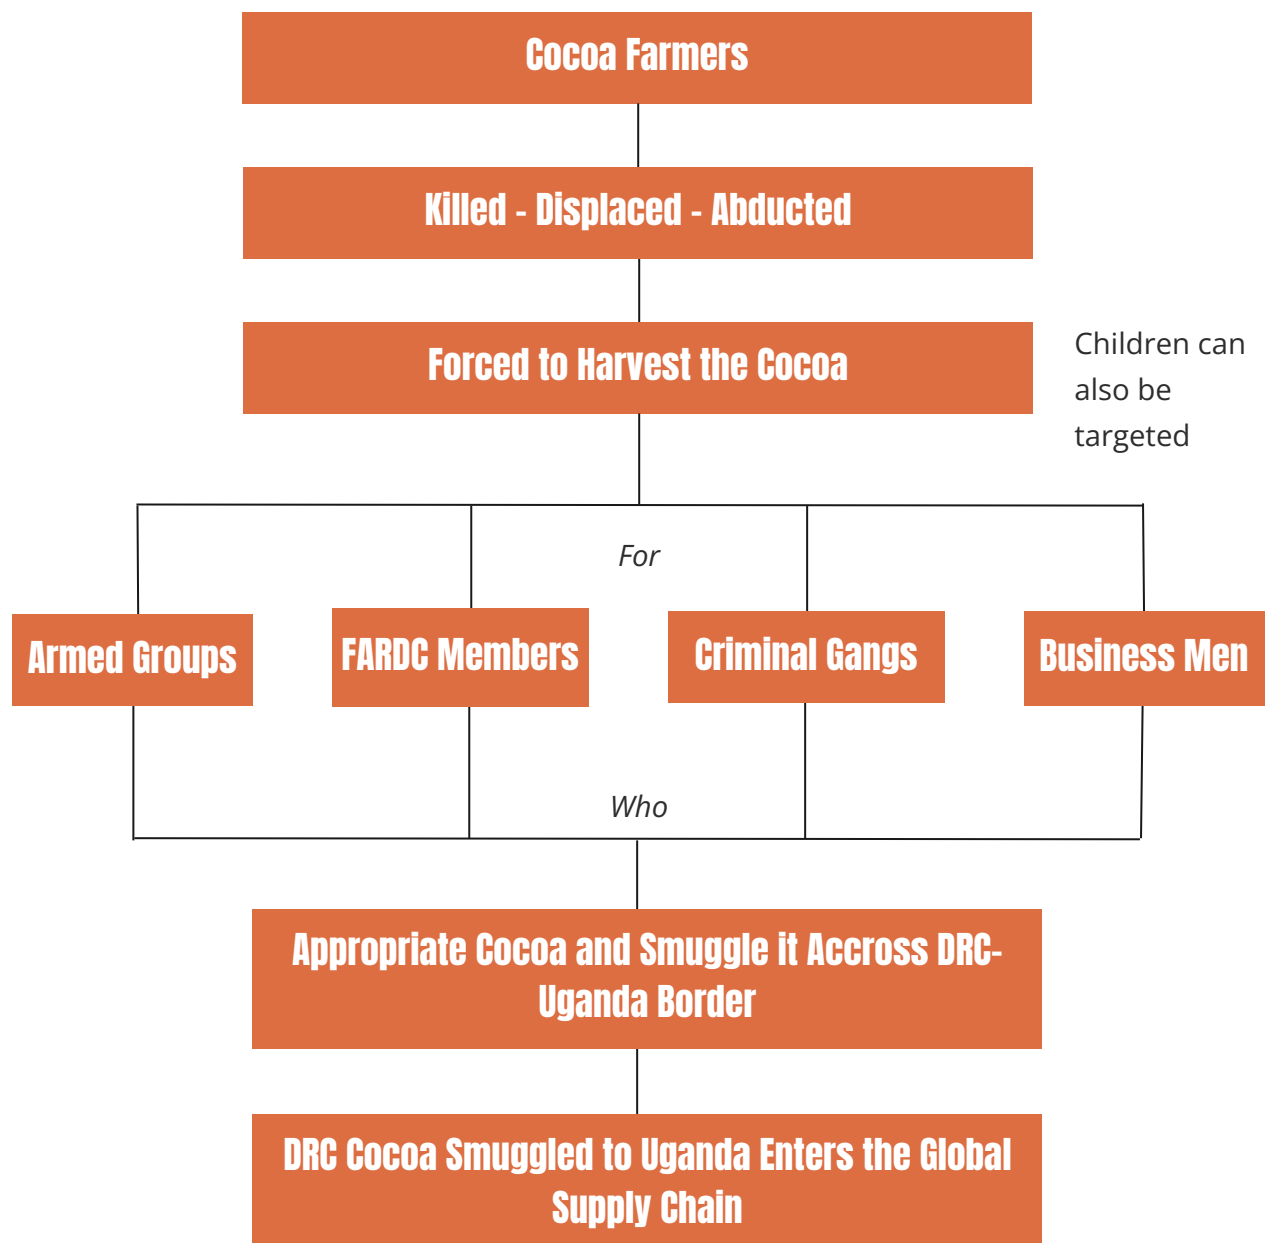 Cocoa Farmers
Killed - Displaced - Abducted
Forced to Harvest the Cocoa
Children can
also be
targeted
For
Armed Groups
FARDC Members
Criminal Gangs
Business Men
Who
Appropriate Cocoa and Smuggle it Accross DRC-
Uganda Border
DRC Cocoa Smuggled to Uganda Enters the Global
Supply Chain